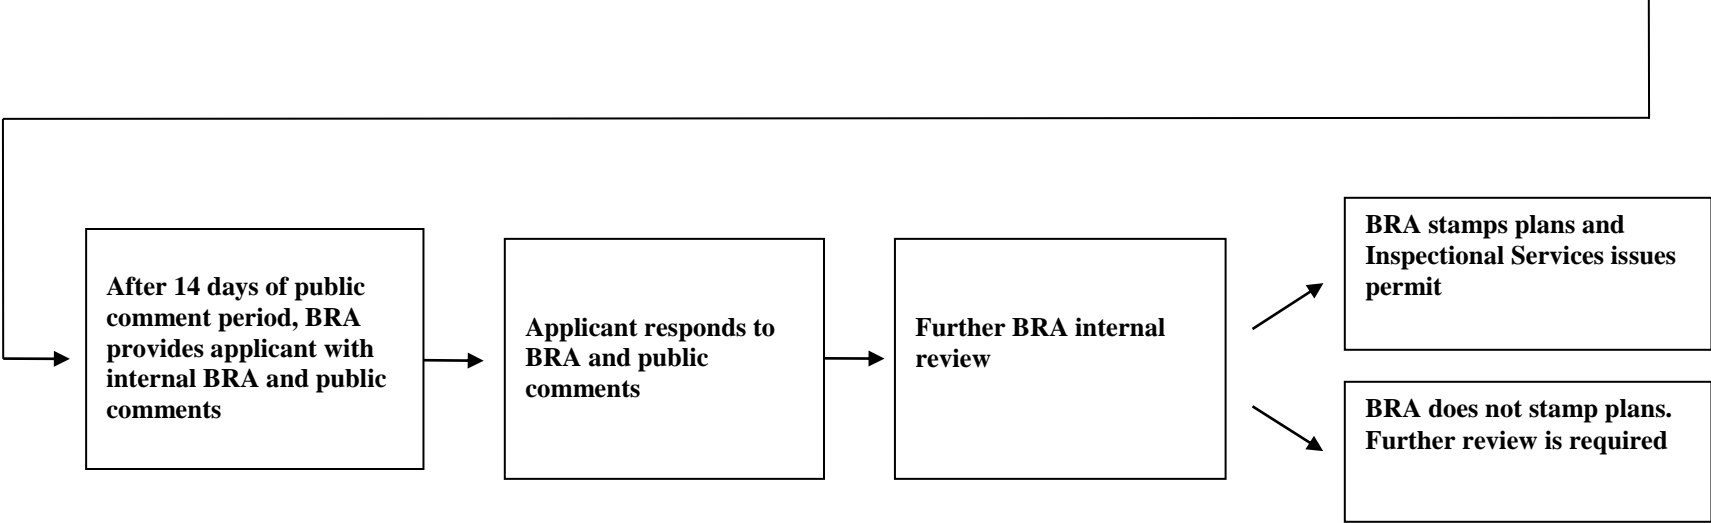 After 14 days of public
comment period, BRA
provides applicant with
internal BRA and public
comments
Applicant responds to
BRA and public
comments
Further BRA internal
review
BRA stamps plans and
Inspectional Services issues
permit
BRA does not stamp plans.
Further review is required